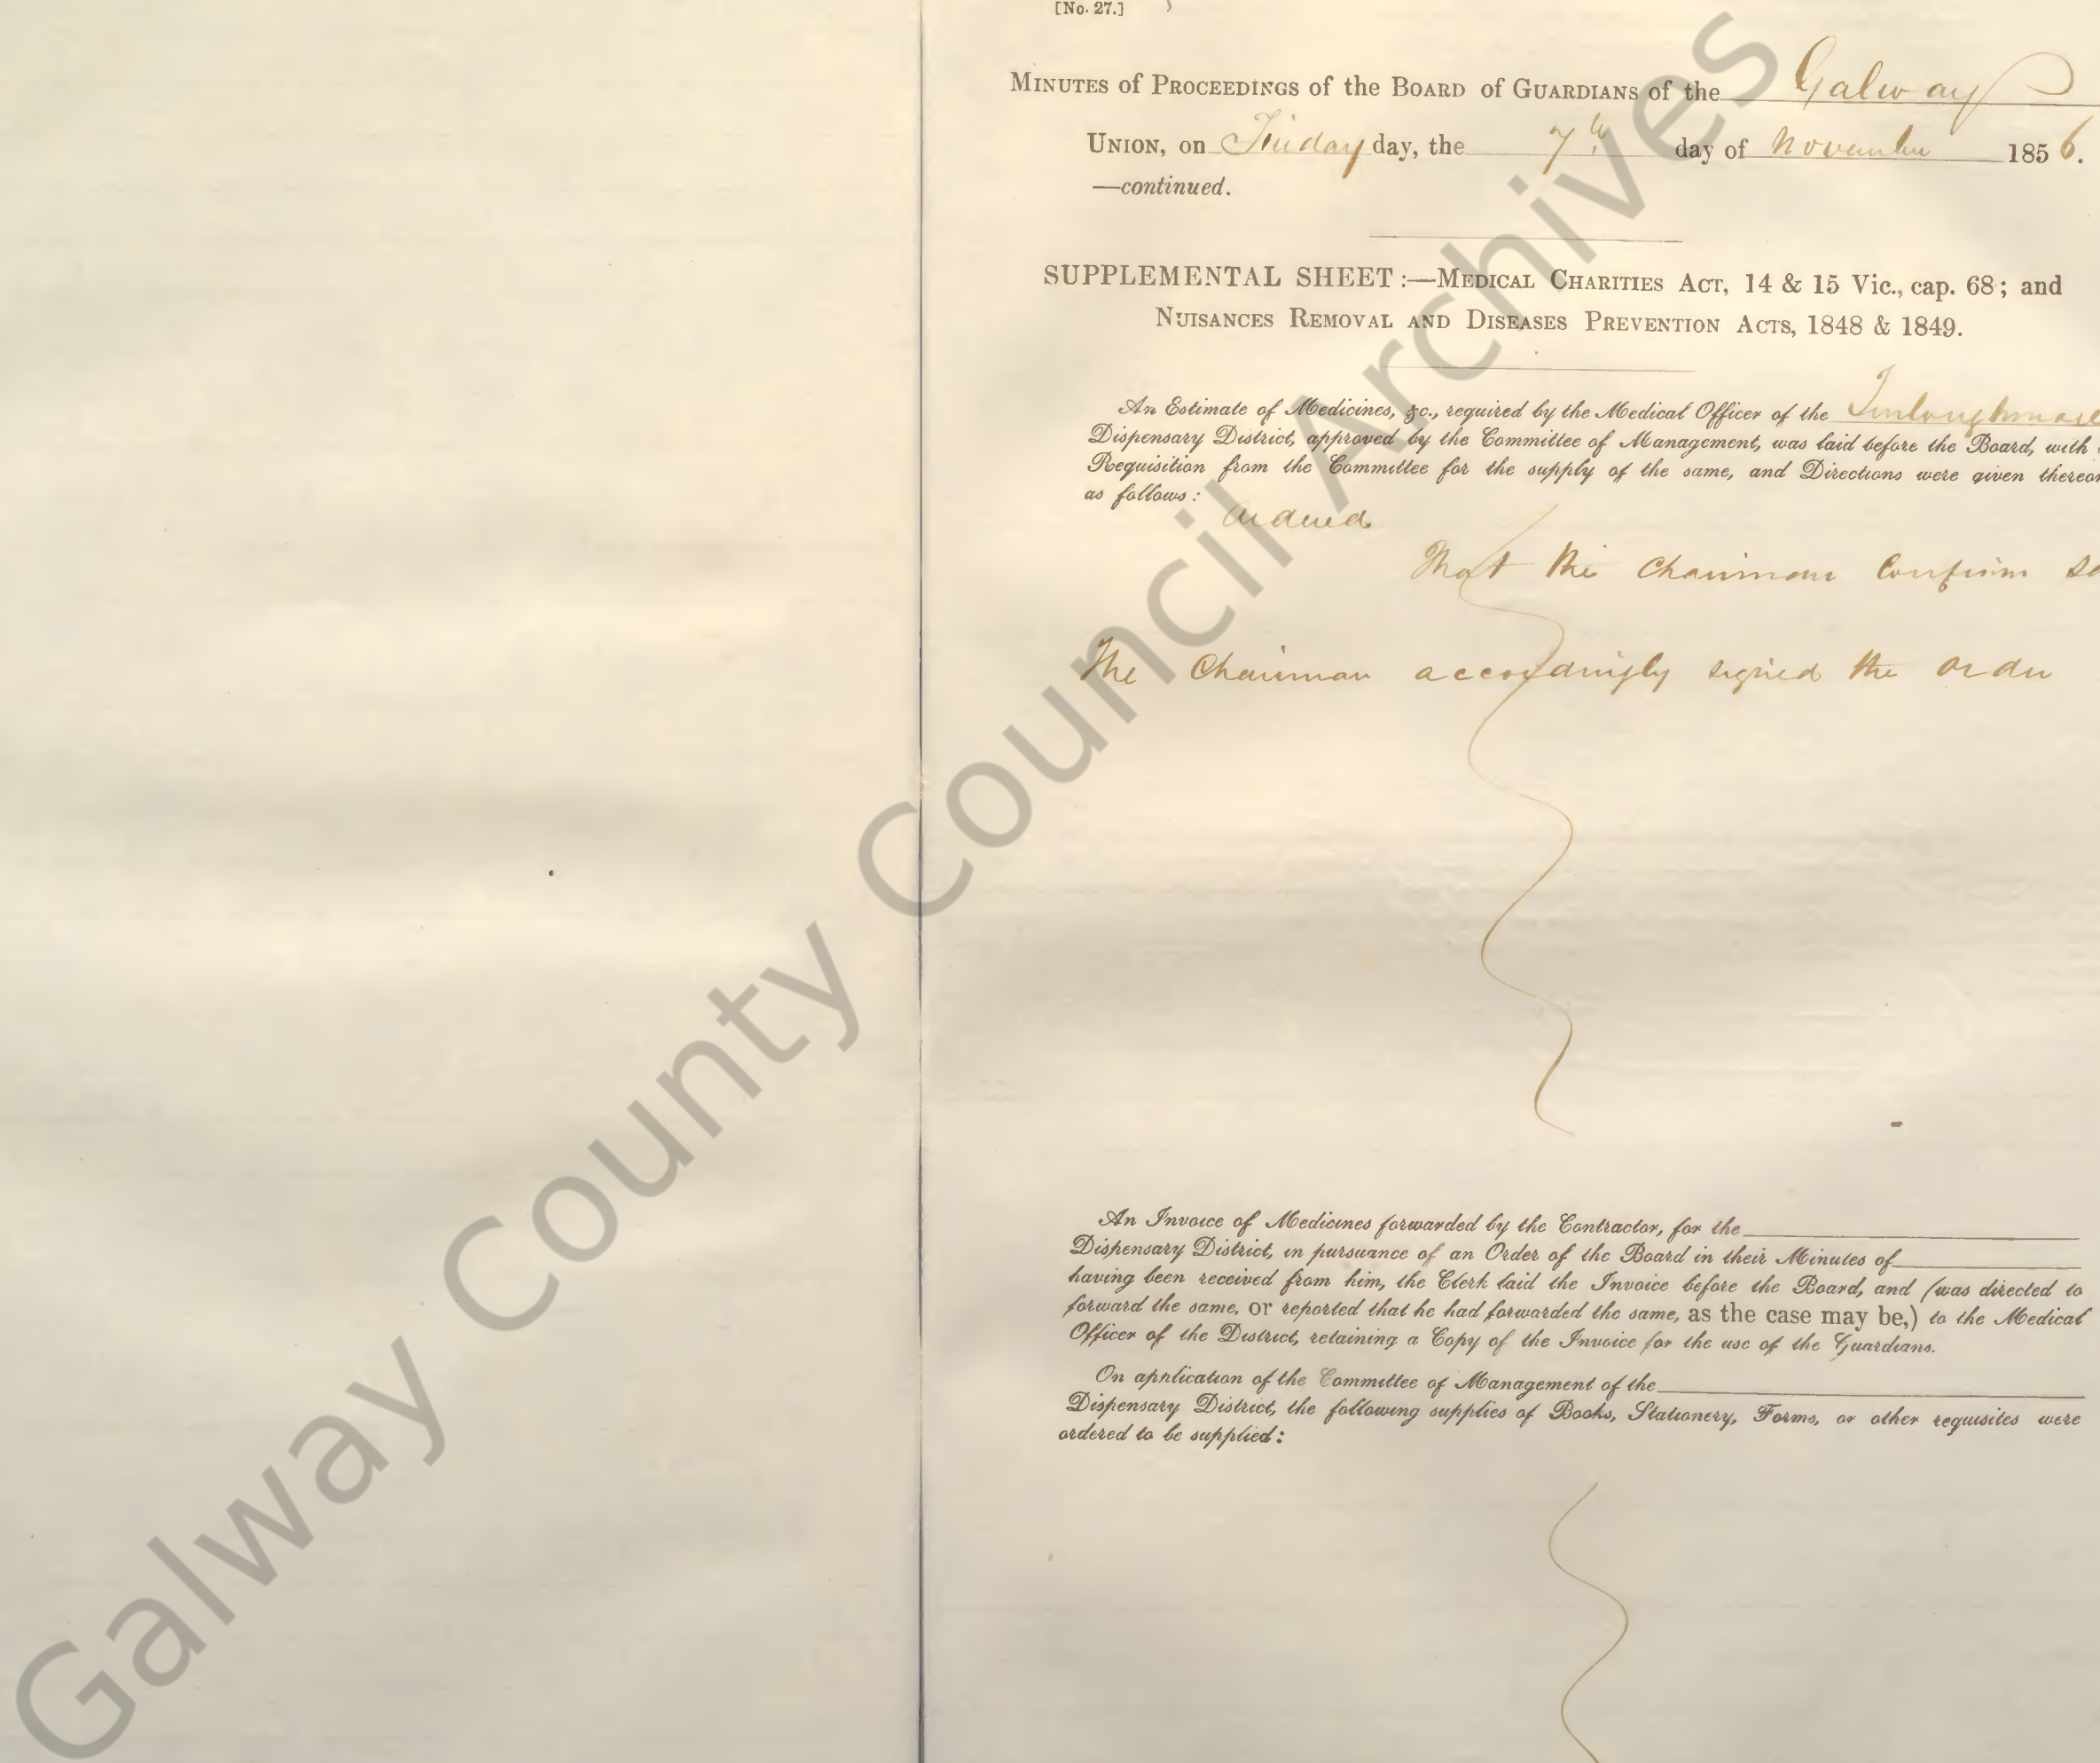 [No. 27.]
MINUTES of PROCEEDINGS of the BOARD of GUARDIANS of the Galway
UNION, on Friday day, the 7th day of November 1856.
—continued.
SUPPLEMENTAL SHEET:—MEDICAL CHARITIES ACT, 14 & 15 Vic., cap. 68; and
NUISANCES REMOVAL AND DISEASES PREVENTION ACTS, 1848 & 1849.
An Estimate of Medicines, &c., required by the Medical Officer of the Turloughmore
Dispensary District, approved by the Committee of Management, was laid before the Board, with
Requisition from the Committee for the supply of the same, and Directions were given thereon
as follows:
Ordered
That the Chairman Confirm
The Chairman accordingly signed the order
An Invoice of Medicines forwarded by the Contractor, for the
Dispensary District, in pursuance of an Order of the Board in their Minutes of
having been received from him, the Clerk laid the Invoice before the Board, and (was directed to
forward the same, or reported that he had forwarded the same, as the case may be,) to the Medical
Officer of the District, retaining a Copy of the Invoice for the use of the Guardians.
On application of the Committee of Management of the
Dispensary District, the following supplies of Books, Stationery, Forms, or other requisites were
ordered to be supplied:
Galway County Council Archives